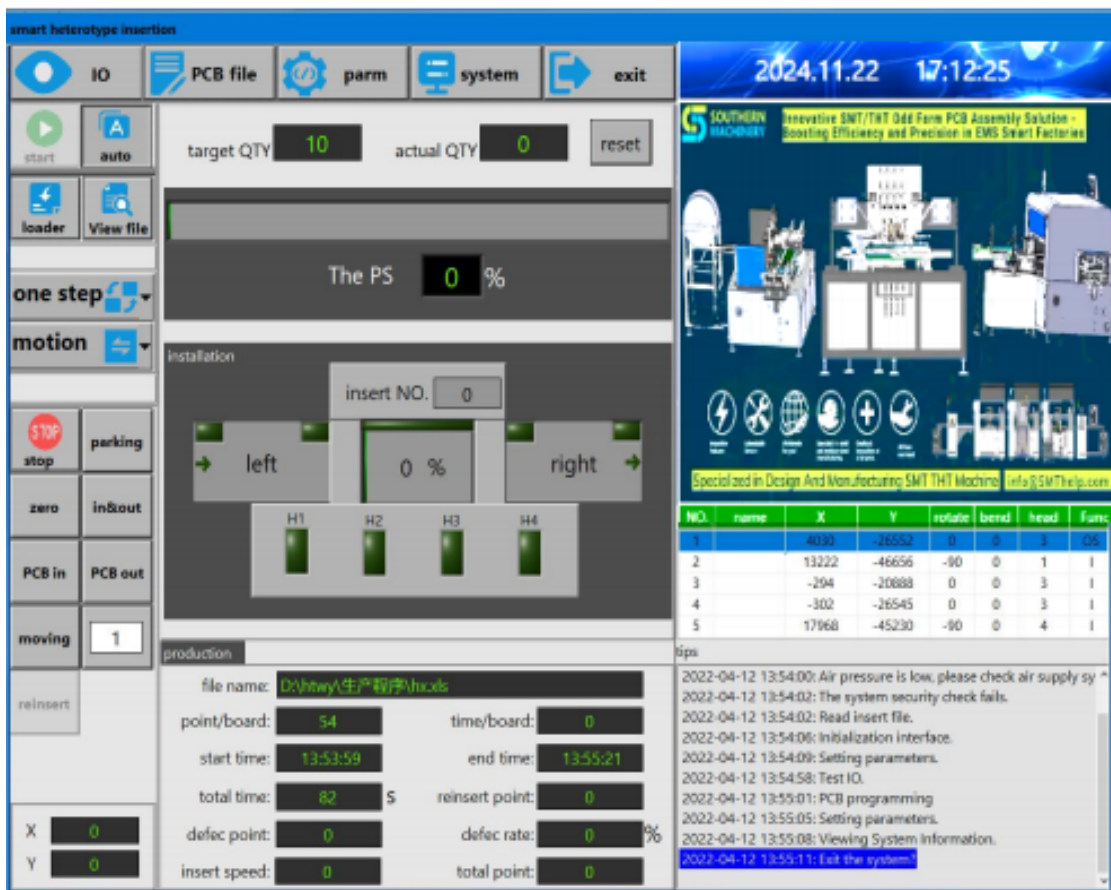 smart heterotype insertion
IO
PCB file
parm
system
exit
2024.11.22 17:12:25
start
auto
loader
View file
one step
motion
STOP
stop
parking
zero
in&out
PCB in
PCB out
moving
1
reinsert
X 0
Y 0
target QTY 10
actual QTY 0
reset
The PS 0 %
installation
insert NO. 0
left
0 %
right
H1 H2 H3 H4
production
file name: D:\htwy\生产程序\hx.xls
point/board: 54
time/board: 0
start time: 13:53:59
end time: 13:55:21
total time: 82 S
reinsert point: 0
defec point: 0
defec rate: 0 %
insert speed: 0
total point: 0
SOUTHERN
MACHINERY
Innovative SMT/THT Odd Form PCB Assembly Solution -
Boosting Efficiency and Precision in EMS Smart Factories
Specialized in Design And Manufacturing SMT THT Machine
info@SMThelp.com
NO. name X Y rotate bend head Func
1 4030 -26552 0 0 3 OS
2 13222 -46656 -90 0 1 I
3 -294 -20888 0 0 3 I
4 -302 -26545 0 0 3 I
5 17968 -45230 -90 0 4 I
tips
2022-04-12 13:54:00: Air pressure is low, please check air supply sy
2022-04-12 13:54:02: The system security check fails.
2022-04-12 13:54:02: Read insert file.
2022-04-12 13:54:06: Initialization interface.
2022-04-12 13:54:09: Setting parameters.
2022-04-12 13:54:58: Test IO.
2022-04-12 13:55:01: PCB programming
2022-04-12 13:55:05: Setting parameters.
2022-04-12 13:55:08: Viewing System Information.
2022-04-12 13:55:11: Exit the system?